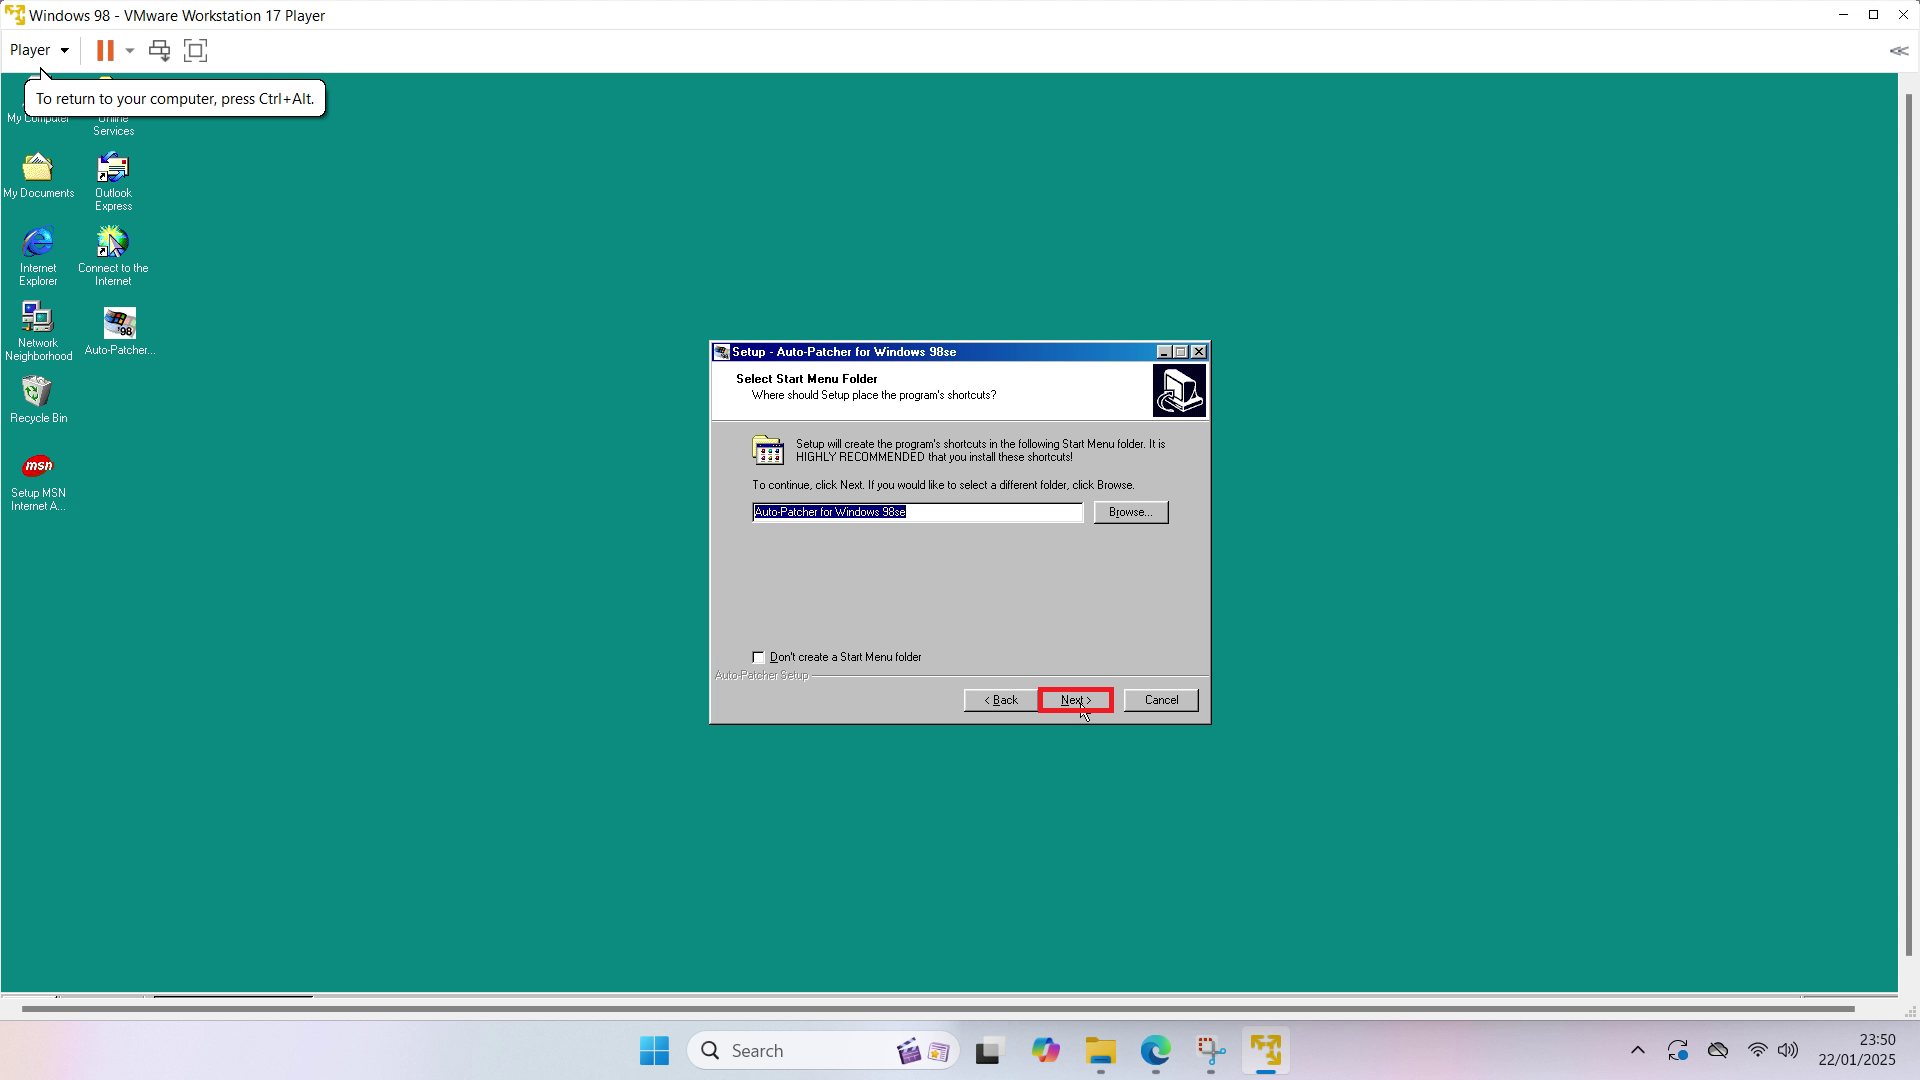 Windows 98 - VMware Workstation 17 Player
Player
To return to your computer, press Ctrl+Alt.
My Computer
Online
Services
My Documents
Outlook
Express
Internet
Explorer
Connect to the
Internet
Network
Neighborhood
Auto-Patcher...
Recycle Bin
msn
Setup MSN
Internet A...
'98
Setup - Auto-Patcher for Windows 98se
Select Start Menu Folder
Where should Setup place the program's shortcuts?
Setup will create the program's shortcuts in the following Start Menu folder. It is
HIGHLY RECOMMENDED that you install these shortcuts!
To continue, click Next. If you would like to select a different folder, click Browse.
Auto-Patcher for Windows 98se
Browse...
Don't create a Start Menu folder
Auto-Patcher Setup
< Back
Next >
Cancel
Search
23:50
22/01/2025